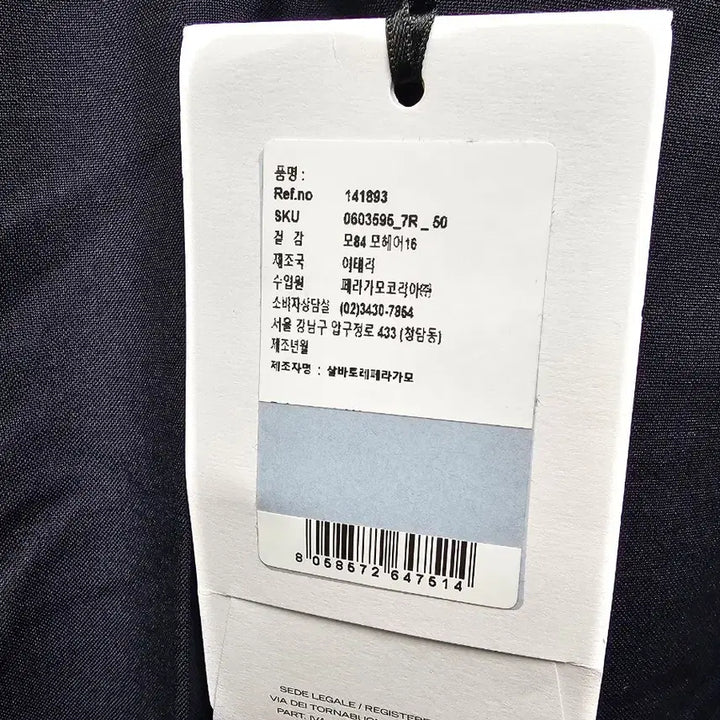 품명 :
Ref.no 141893
SKU 0603595_7R _ 50
겉 감 모84 모헤어16
제조국 이태리
수입원 페라가모코리아㈜
소비자상담실 (02)3430-7854
서울 강남구 압구정로 433 (청담동)
제조년월
제조자명 : 살바토레페라가모
8 058572 647514
SEDE LEGALE / REGISTERE
VIA DEI TORNABUO
PART. IVA